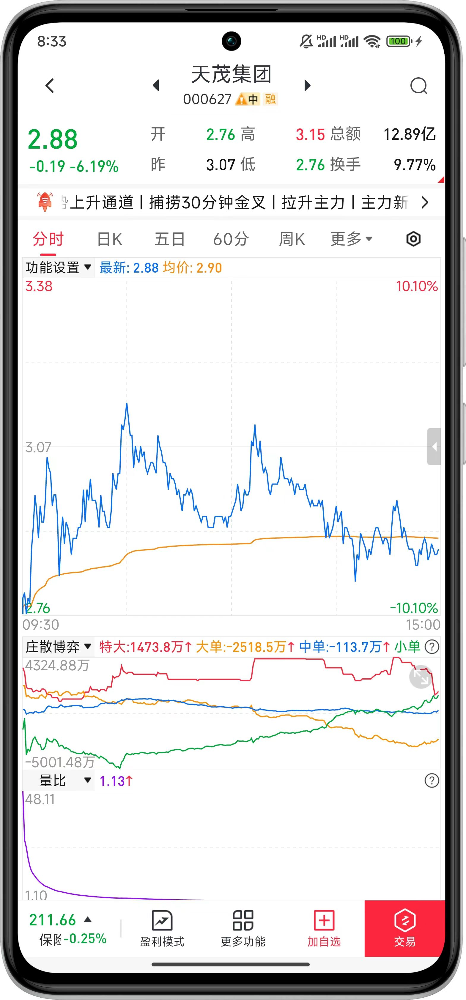 8:33
HD HD 100
天茂集团
000627 中 融
2.88 开 2.76 高 3.15 总额 12.89亿
-0.19 -6.19% 昨 3.07 低 2.76 换手 9.77%
上升通道 | 捕捞30分钟金叉 | 拉升主力 | 主力新
分时 日K 五日 60分 周K 更多
功能设置 最新: 2.88 均价: 2.90
3.38 10.10%
3.07
2.76 -10.10%
09:30 15:00
庄散博弈 特大:1473.8万↑ 大单:-2518.5万↑ 中单:-113.7万↑ 小单 ?
4324.88万
-5001.48万
量比 1.13↑ ?
48.11
1.10
211.66
保险 -0.25%
盈利模式 更多功能 加自选 交易